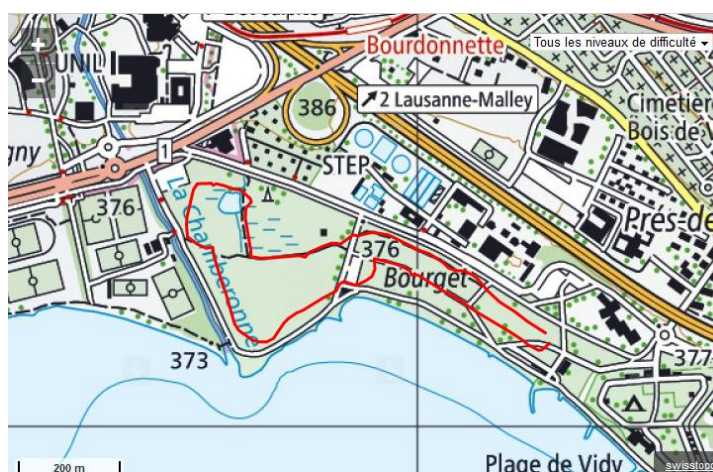 Bourdonnette
Tous les niveaux de difficulté
UNIL
386
2 Lausanne-Malley
Cimetière
Bois de V
1
STEP
376
La Chamberonne
Prés-de
376
Bourget
373
377
200 m
Plage de Vidy
swisstopo